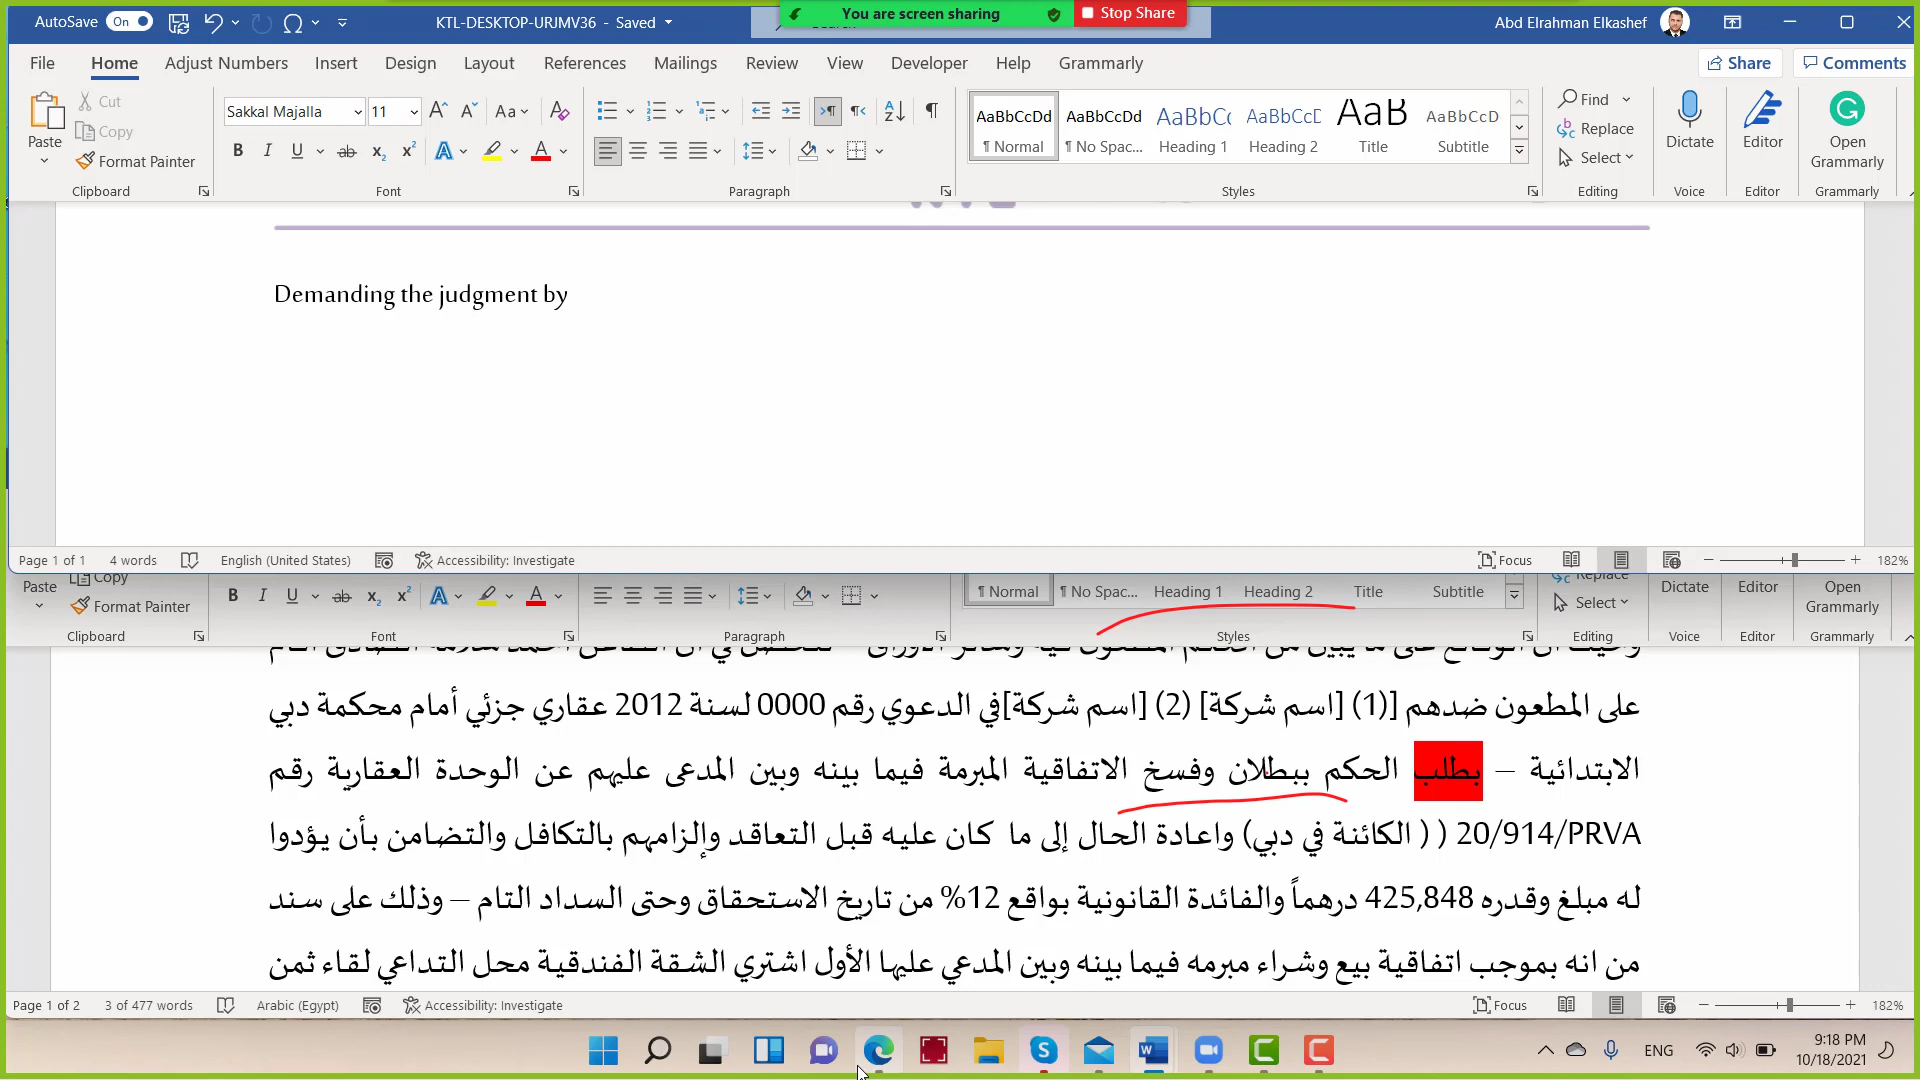 AutoSave On KTL-DESKTOP-URJMV36 - Saved You are screen sharing Stop Share Abd Elrahman Elkashef
File Home Adjust Numbers Insert Design Layout References Mailings Review View Developer Help Grammarly Share Comments
Paste Cut Copy Format Painter Sakkal Majalla 11 Aa AaBbCcDd AaBbCcDd AaBbCc AaBbCcD AaB AaBbCcD Find Replace Select Dictate Editor Open Grammarly
¶ Normal ¶ No Spac... Heading 1 Heading 2 Title Subtitle
Clipboard Font Paragraph Styles Editing Voice Editor Grammarly
Demanding the judgment by
Page 1 of 1 4 words English (United States) Accessibility: Investigate Focus 182%
Paste Copy Format Painter ¶ Normal ¶ No Spac... Heading 1 Heading 2 Title Subtitle Replace Select Dictate Editor Open Grammarly
Clipboard Font Paragraph Styles Editing Voice Editor Grammarly
على المطعون ضدهم [(1) [اسم شركة] (2) [اسم شركة]في الدعوي رقم 0000 لسنة 2012 عقاري جزئي أمام محكمة دبي
الابتدائية – بطلب الحكم ببطلان وفسخ الاتفاقية المبرمة فيما بينه وبين المدعى عليهم عن الوحدة العقارية رقم
20/914/PRVA ( ( الكائنة في دبي) واعادة الحال إلى ما كان عليه قبل التعاقد وإلزامهم بالتكافل والتضامن بأن يؤدوا
له مبلغ وقدره 425,848 درهماً والفائدة القانونية بواقع 12% من تاريخ الاستحقاق وحتى السداد التام – وذلك على سند
من انه بموجب اتفاقية بيع وشراء مبرمه فيما بينه وبين المدعي عليها الأول اشتري الشقة الفندقية محل التداعي لقاء ثمن
Page 1 of 2 3 of 477 words Arabic (Egypt) Accessibility: Investigate Focus 182%
ENG 9:18 PM
10/18/2021